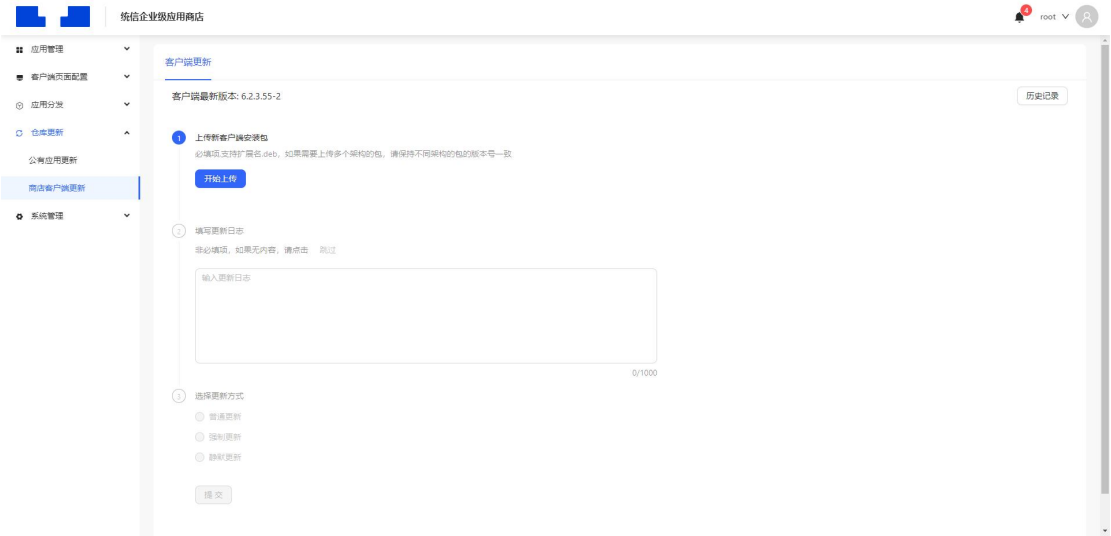 统信企业级应用商店
4
root
应用管理
客户端页面配置
应用分发
仓库更新
公有应用更新
商店客户端更新
系统管理
客户端更新
客户端最新版本: 6.2.3.55-2
历史记录
1 上传新客户端安装包
必填项,支持扩展名.deb，如果需要上传多个架构的包，请保持不同架构的包的版本号一致
开始上传
2 填写更新日志
非必填项，如果无内容，请点击 跳过
输入更新日志
0/1000
3 选择更新方式
普通更新
强制更新
静默更新
提交